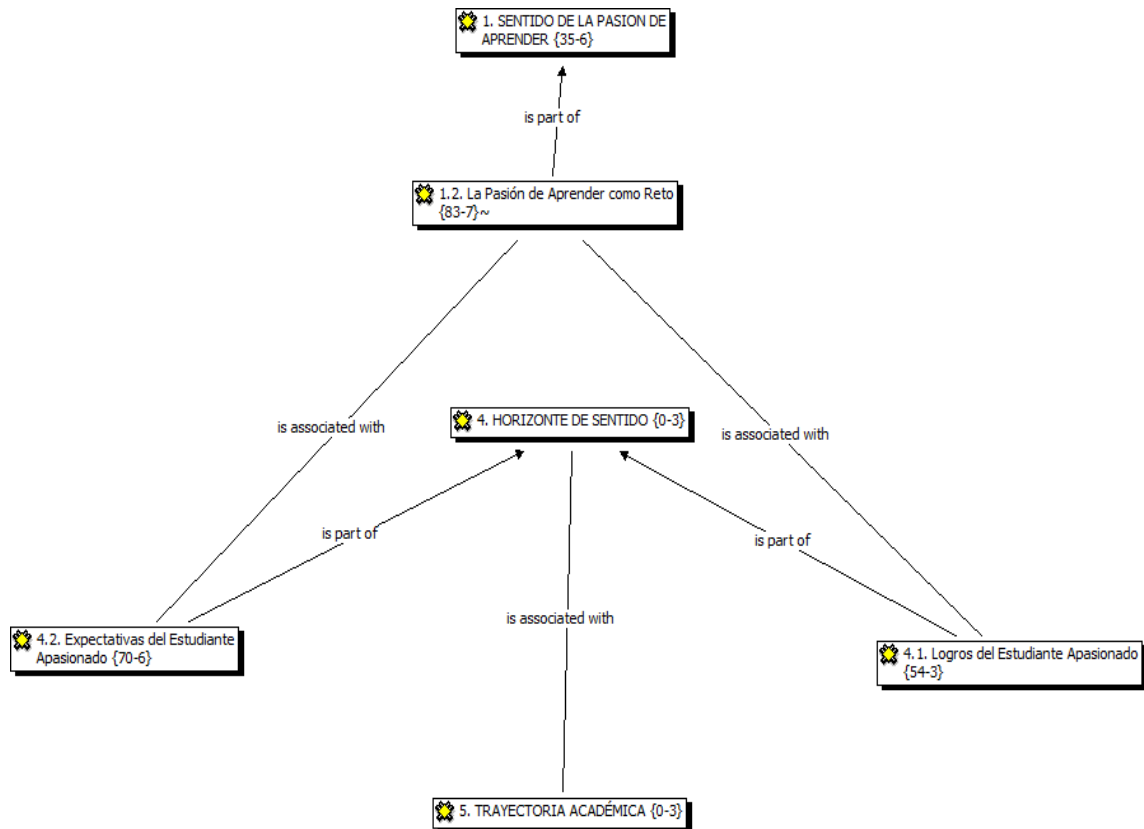 1. SENTIDO DE LA PASION DE
APRENDER {35-6}
is part of
1.2. La Pasión de Aprender como Reto
{83-7}~
is associated with
4. HORIZONTE DE SENTIDO {0-3}
is associated with
is part of
is part of
is associated with
4.2. Expectativas del Estudiante
Apasionado {70-6}
4.1. Logros del Estudiante Apasionado
{54-3}
5. TRAYECTORIA ACADÉMICA {0-3}